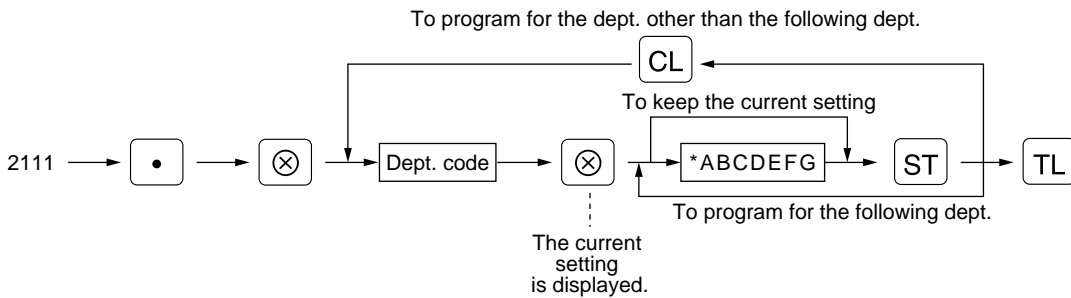 To program for the dept. other than the following dept.
CL
To keep the current setting
2111 • ⊗ Dept. code ⊗ *ABCDEFG ST TL
To program for the following dept.
The current
setting
is displayed.